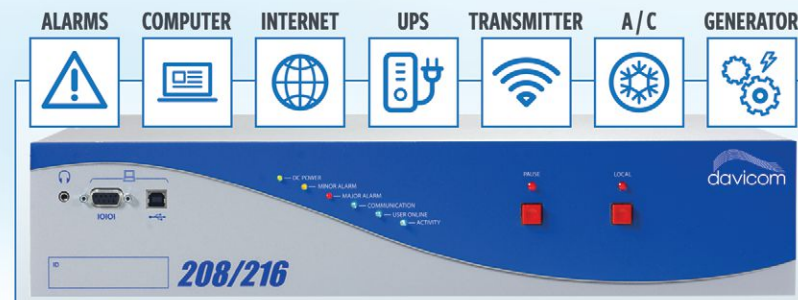 ALARMS COMPUTER INTERNET UPS TRANSMITTER A/C GENERATOR
DC POWER
MINOR ALARM
MAJOR ALARM
COMMUNICATION
USER ONLINE
ACTIVITY
PAUSE LOCAL
davicom
IOIOI
ID
208/216